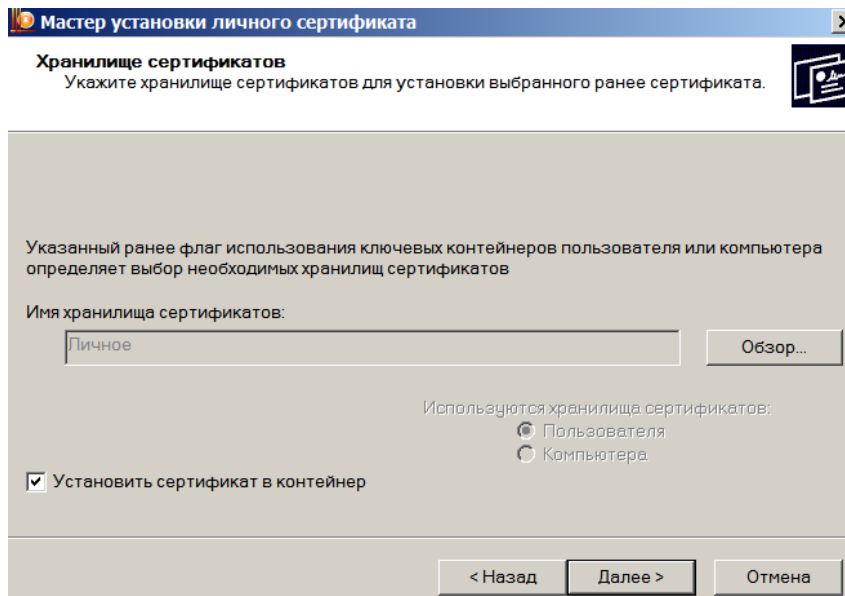 Мастер установки личного сертификата
Хранилище сертификатов
Укажите хранилище сертификатов для установки выбранного ранее сертификата.
Указанный ранее флаг использования ключевых контейнеров пользователя или компьютера
определяет выбор необходимых хранилищ сертификатов
Имя хранилища сертификатов:
Личное
Обзор...
Используются хранилища сертификатов:
Пользователя
Компьютера
Установить сертификат в контейнер
< Назад
Далее >
Отмена